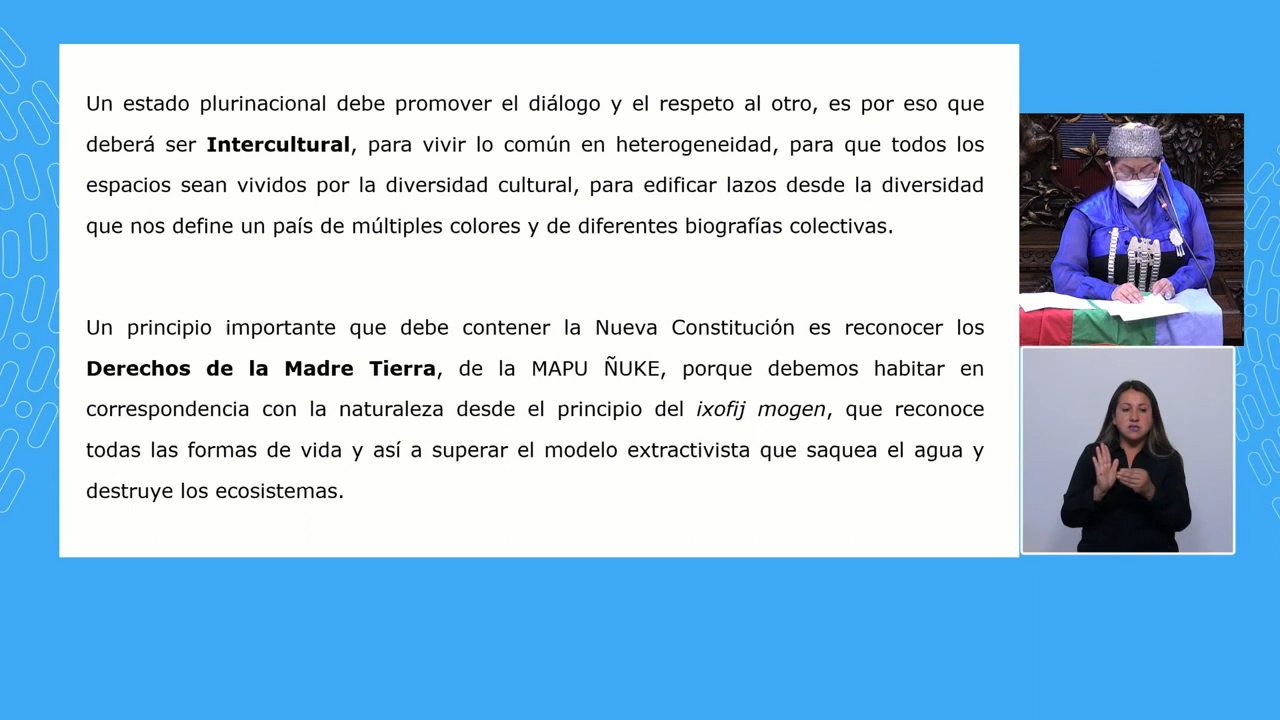 Un estado plurinacional debe promover el diálogo y el respeto al otro, es por eso que
deberá ser Intercultural, para vivir lo común en heterogeneidad, para que todos los
espacios sean vividos por la diversidad cultural, para edificar lazos desde la diversidad
que nos define un país de múltiples colores y de diferentes biografías colectivas.
Un principio importante que debe contener la Nueva Constitución es reconocer los
Derechos de la Madre Tierra, de la MAPU ÑUKE, porque debemos habitar en
correspondencia con la naturaleza desde el principio del ixofij mogen, que reconoce
todas las formas de vida y así a superar el modelo extractivista que saquea el agua y
destruye los ecosistemas.